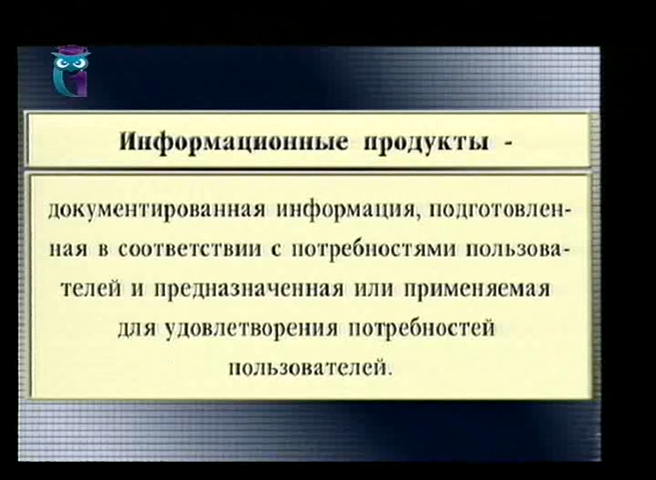 Информационные продукты -
документированная информация, подготовлен-
ная в соответствии с потребностями пользова-
телей и предназначенная или применяемая
для удовлетворения потребностей
пользователей.